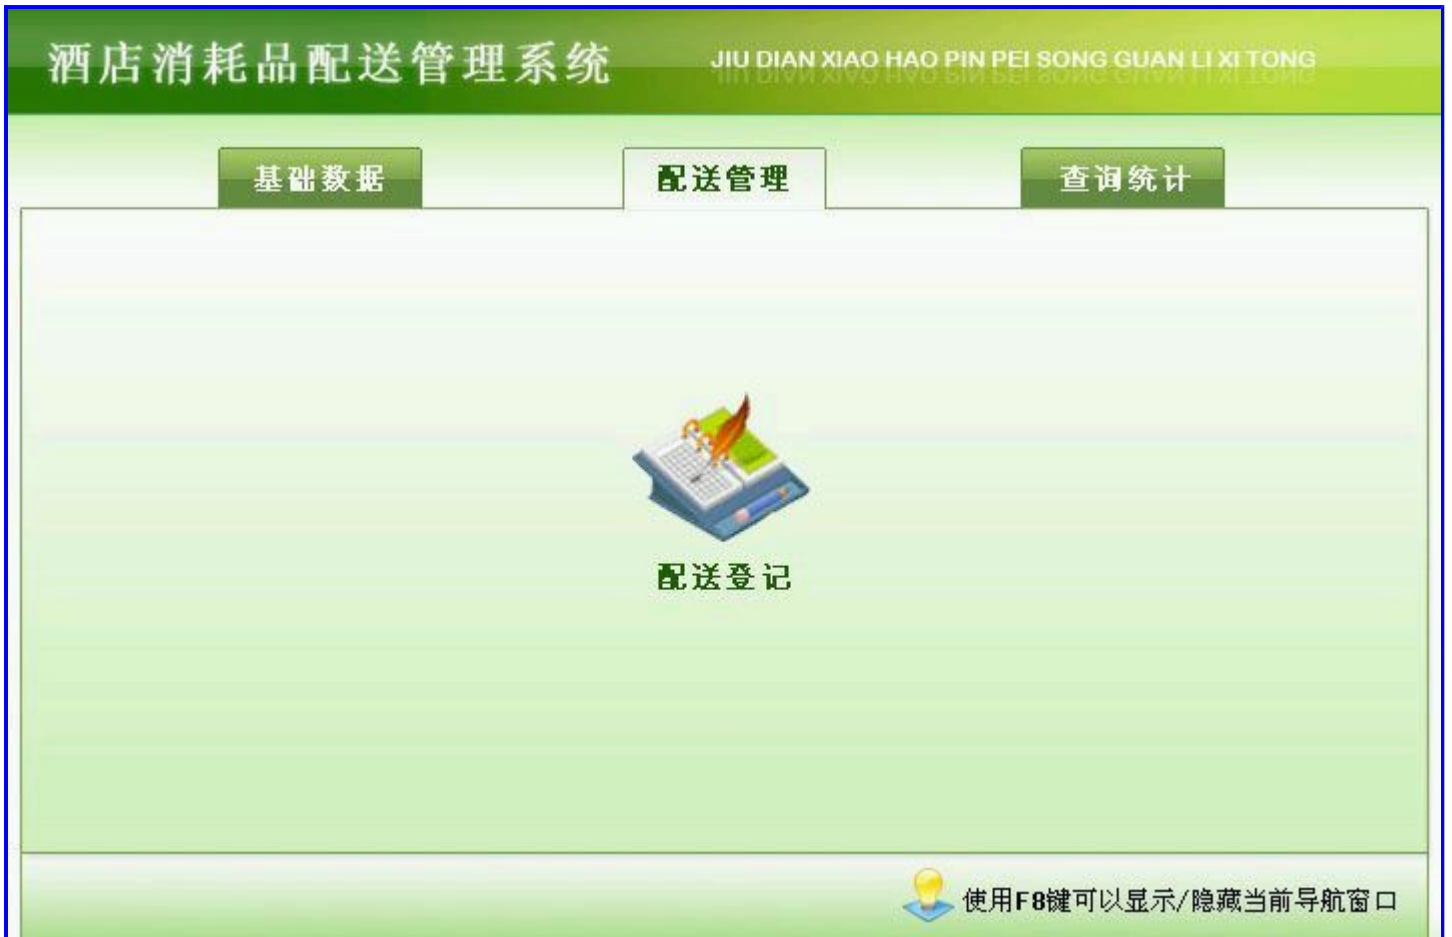 酒店消耗品配送管理系统
JIU DIAN XIAO HAO PIN PEI SONG GUAN LI XI TONG
基础数据
配送管理
查询统计
配送登记
使用F8键可以显示/隐藏当前导航窗口